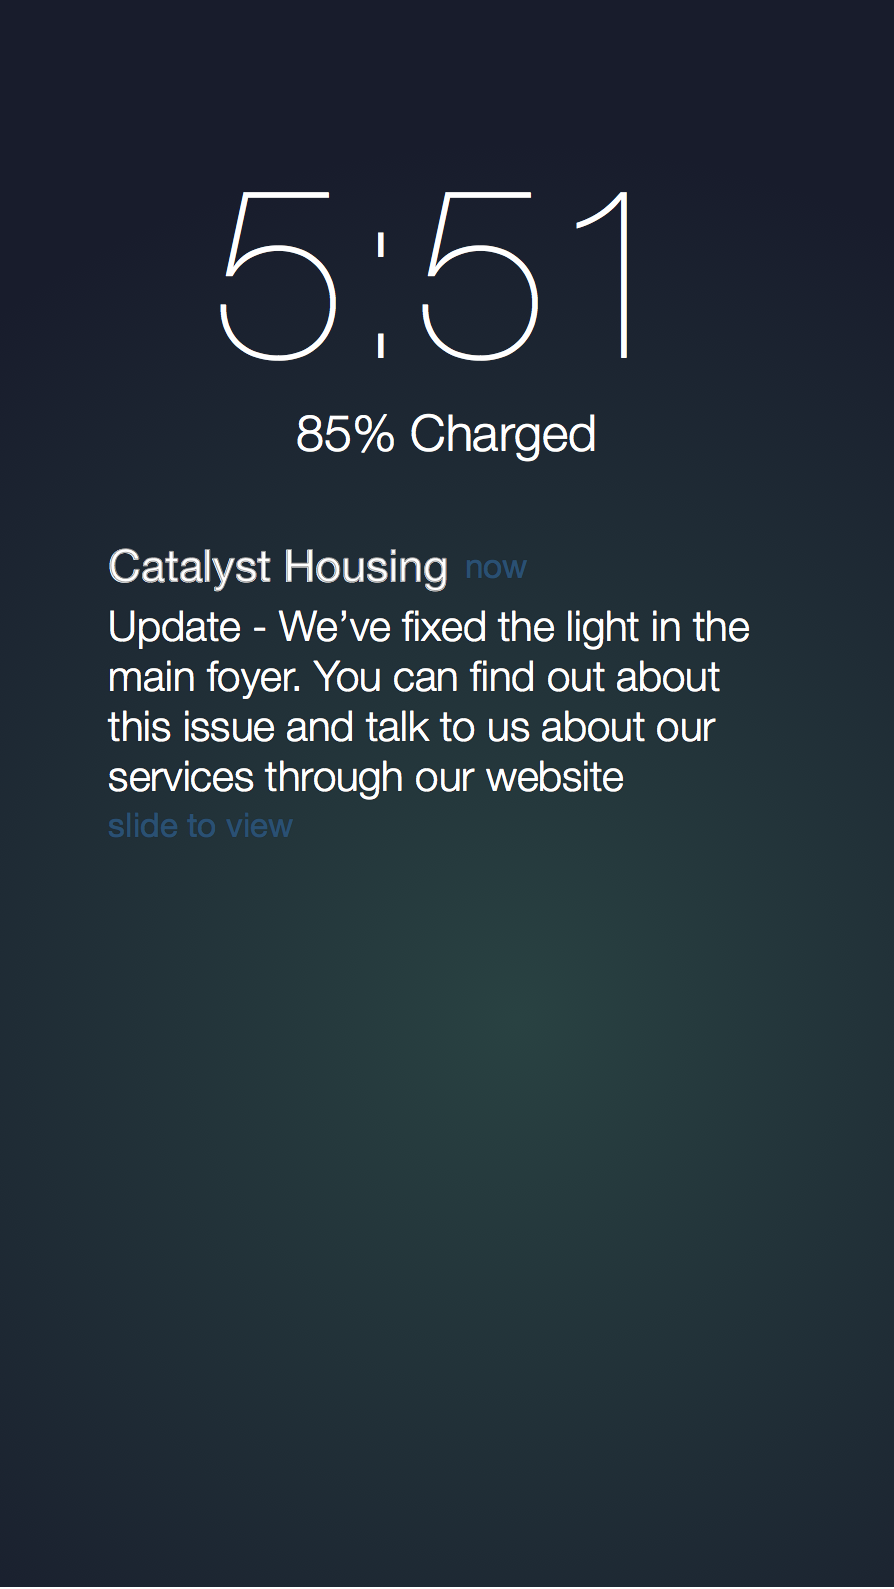 5:51
85% Charged
Catalyst Housing now
Update - We’ve fixed the light in the
main foyer. You can find out about
this issue and talk to us about our
services through our website
slide to view